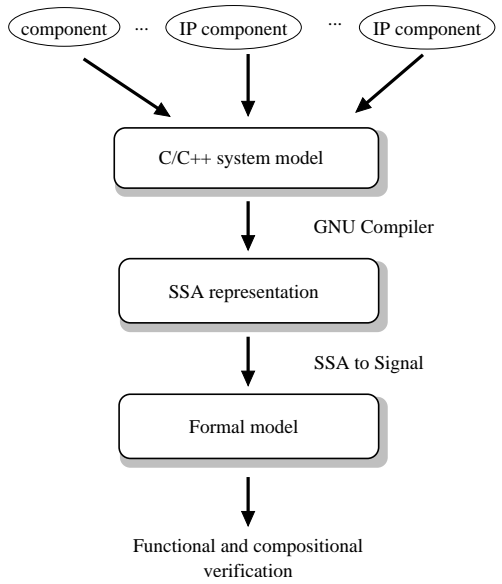 component ... IP component ... IP component
C/C++ system model
GNU Compiler
SSA representation
SSA to Signal
Formal model
Functional and compositional
verification